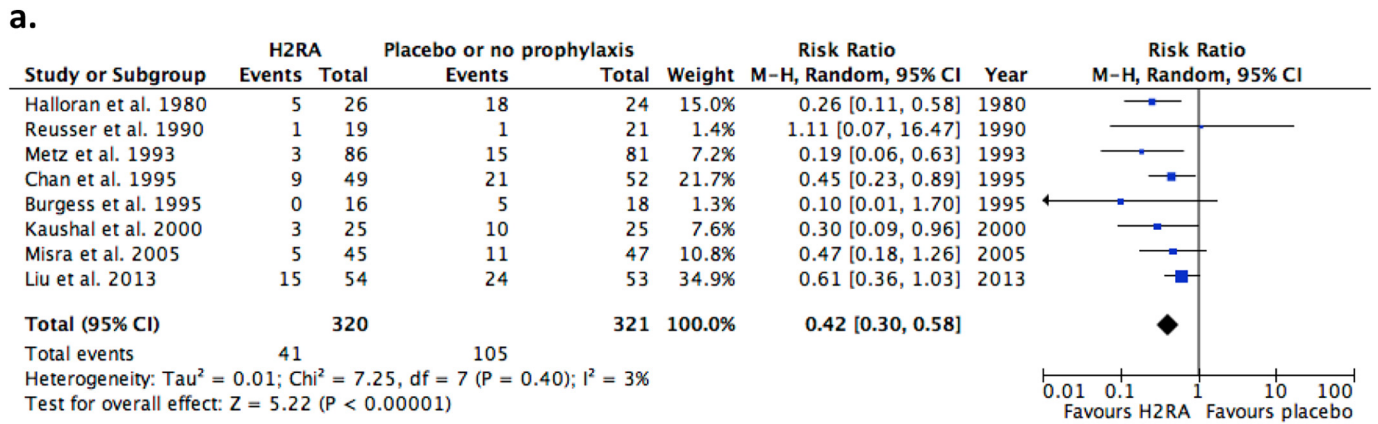 a.
H2RA Placebo or no prophylaxis Risk Ratio Risk Ratio
Study or Subgroup Events Total Events Total Weight M-H, Random, 95% CI Year M-H, Random, 95% CI
Halloran et al. 1980 5 26 18 24 15.0% 0.26 [0.11, 0.58] 1980
Reusser et al. 1990 1 19 1 21 1.4% 1.11 [0.07, 16.47] 1990
Metz et al. 1993 3 86 15 81 7.2% 0.19 [0.06, 0.63] 1993
Chan et al. 1995 9 49 21 52 21.7% 0.45 [0.23, 0.89] 1995
Burgess et al. 1995 0 16 5 18 1.3% 0.10 [0.01, 1.70] 1995
Kaushal et al. 2000 3 25 10 25 7.6% 0.30 [0.09, 0.96] 2000
Misra et al. 2005 5 45 11 47 10.8% 0.47 [0.18, 1.26] 2005
Liu et al. 2013 15 54 24 53 34.9% 0.61 [0.36, 1.03] 2013
Total (95% CI) 320 321 100.0% 0.42 [0.30, 0.58]
Total events 41 105
Heterogeneity: Tau² = 0.01; Chi² = 7.25, df = 7 (P = 0.40); I² = 3%
Test for overall effect: Z = 5.22 (P < 0.00001)
0.01 0.1 1 10 100
Favours H2RA Favours placebo